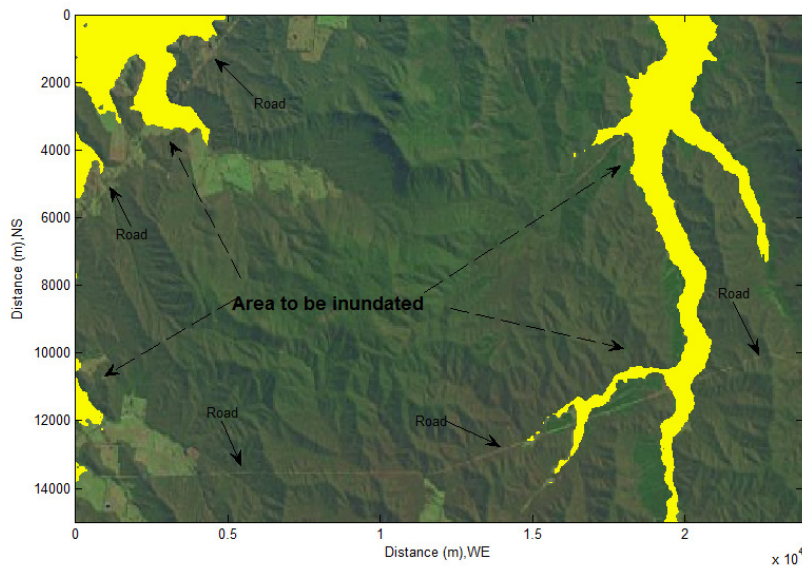 0
2000
4000
6000
8000
10000
12000
14000
Distance (m),NS
Road
Road
Area to be inundated
Road
Road
Road
0
0.5
1
1.5
2
x 10⁴
Distance (m),WE